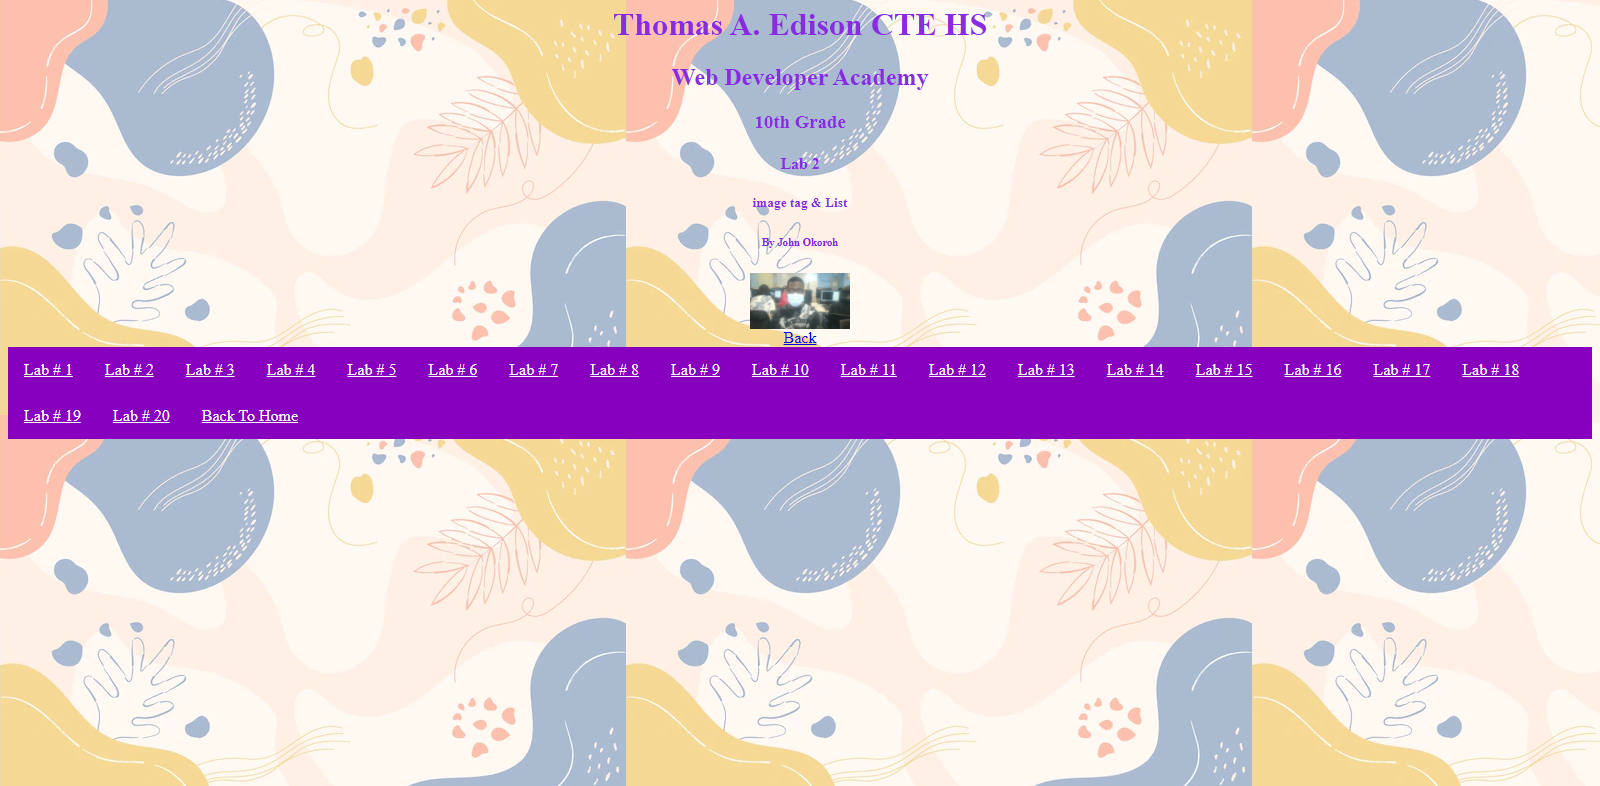 Thomas A. Edison CTE HS
Web Developer Academy
10th Grade
Lab 2
image tag & List
By John Okoroh
Back
Lab # 1 Lab # 2 Lab # 3 Lab # 4 Lab # 5 Lab # 6 Lab # 7 Lab # 8 Lab # 9 Lab # 10 Lab # 11 Lab # 12 Lab # 13 Lab # 14 Lab # 15 Lab # 16 Lab # 17 Lab # 18
Lab # 19 Lab # 20 Back To Home